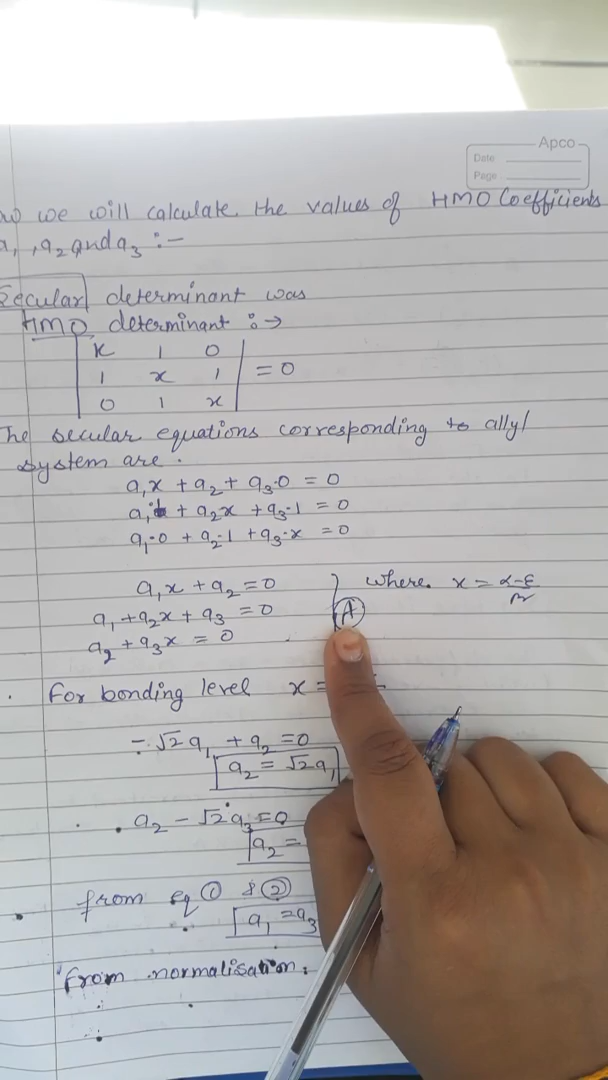 Apco
Date
Page
we will calculate the values of HMO Coefficients
a₁, a₂ and a₃ :-
Secular determinant was
HMO determinant :→
x 1 0
1 x 1 = 0
0 1 x
The secular equations corresponding to allyl
system are.
a₁x + a₂ + a₃·0 = 0
a₁·1 + a₂x + a₃·1 = 0
a₁·0 + a₂·1 + a₃·x = 0
a₁x + a₂ = 0 where x = α-E/β
a₁ + a₂x + a₃ = 0 A
a₂ + a₃x = 0
For bonding level x =
-√2a₁ + a₂ = 0
a₂ = √2a₁
a₂ - √2a₃ = 0
a₂ =
from eq ① & ②
a₁ = a₃
From normalisation: